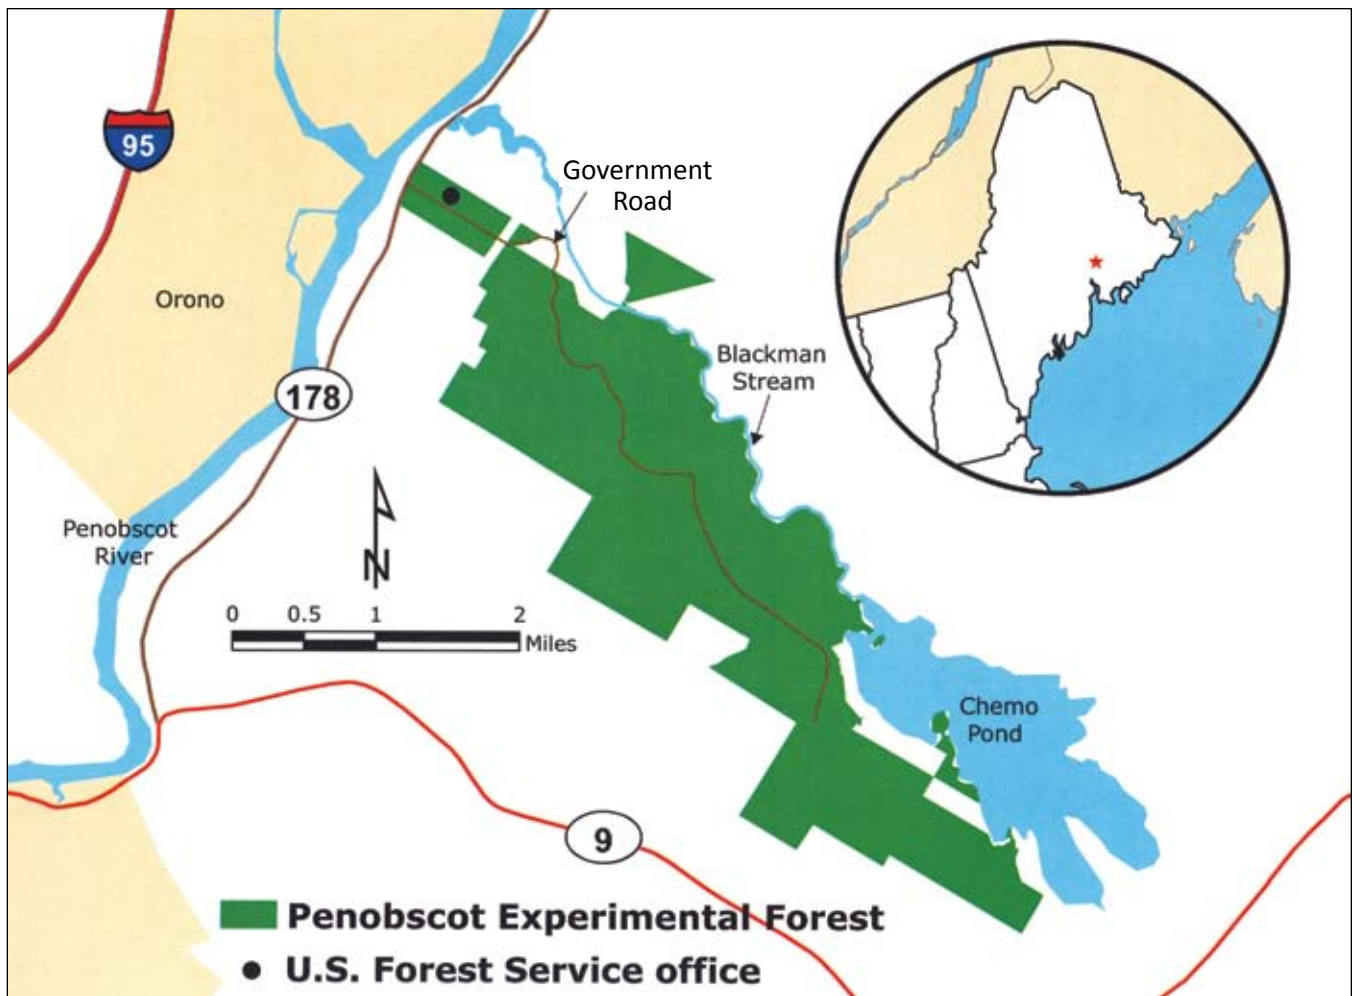 95
Government
Road
Orono
Blackman
Stream
178
Penobscot
River
N
0 0.5 1 2
Miles
Chemo
Pond
9
Penobscot Experimental Forest
U.S. Forest Service office